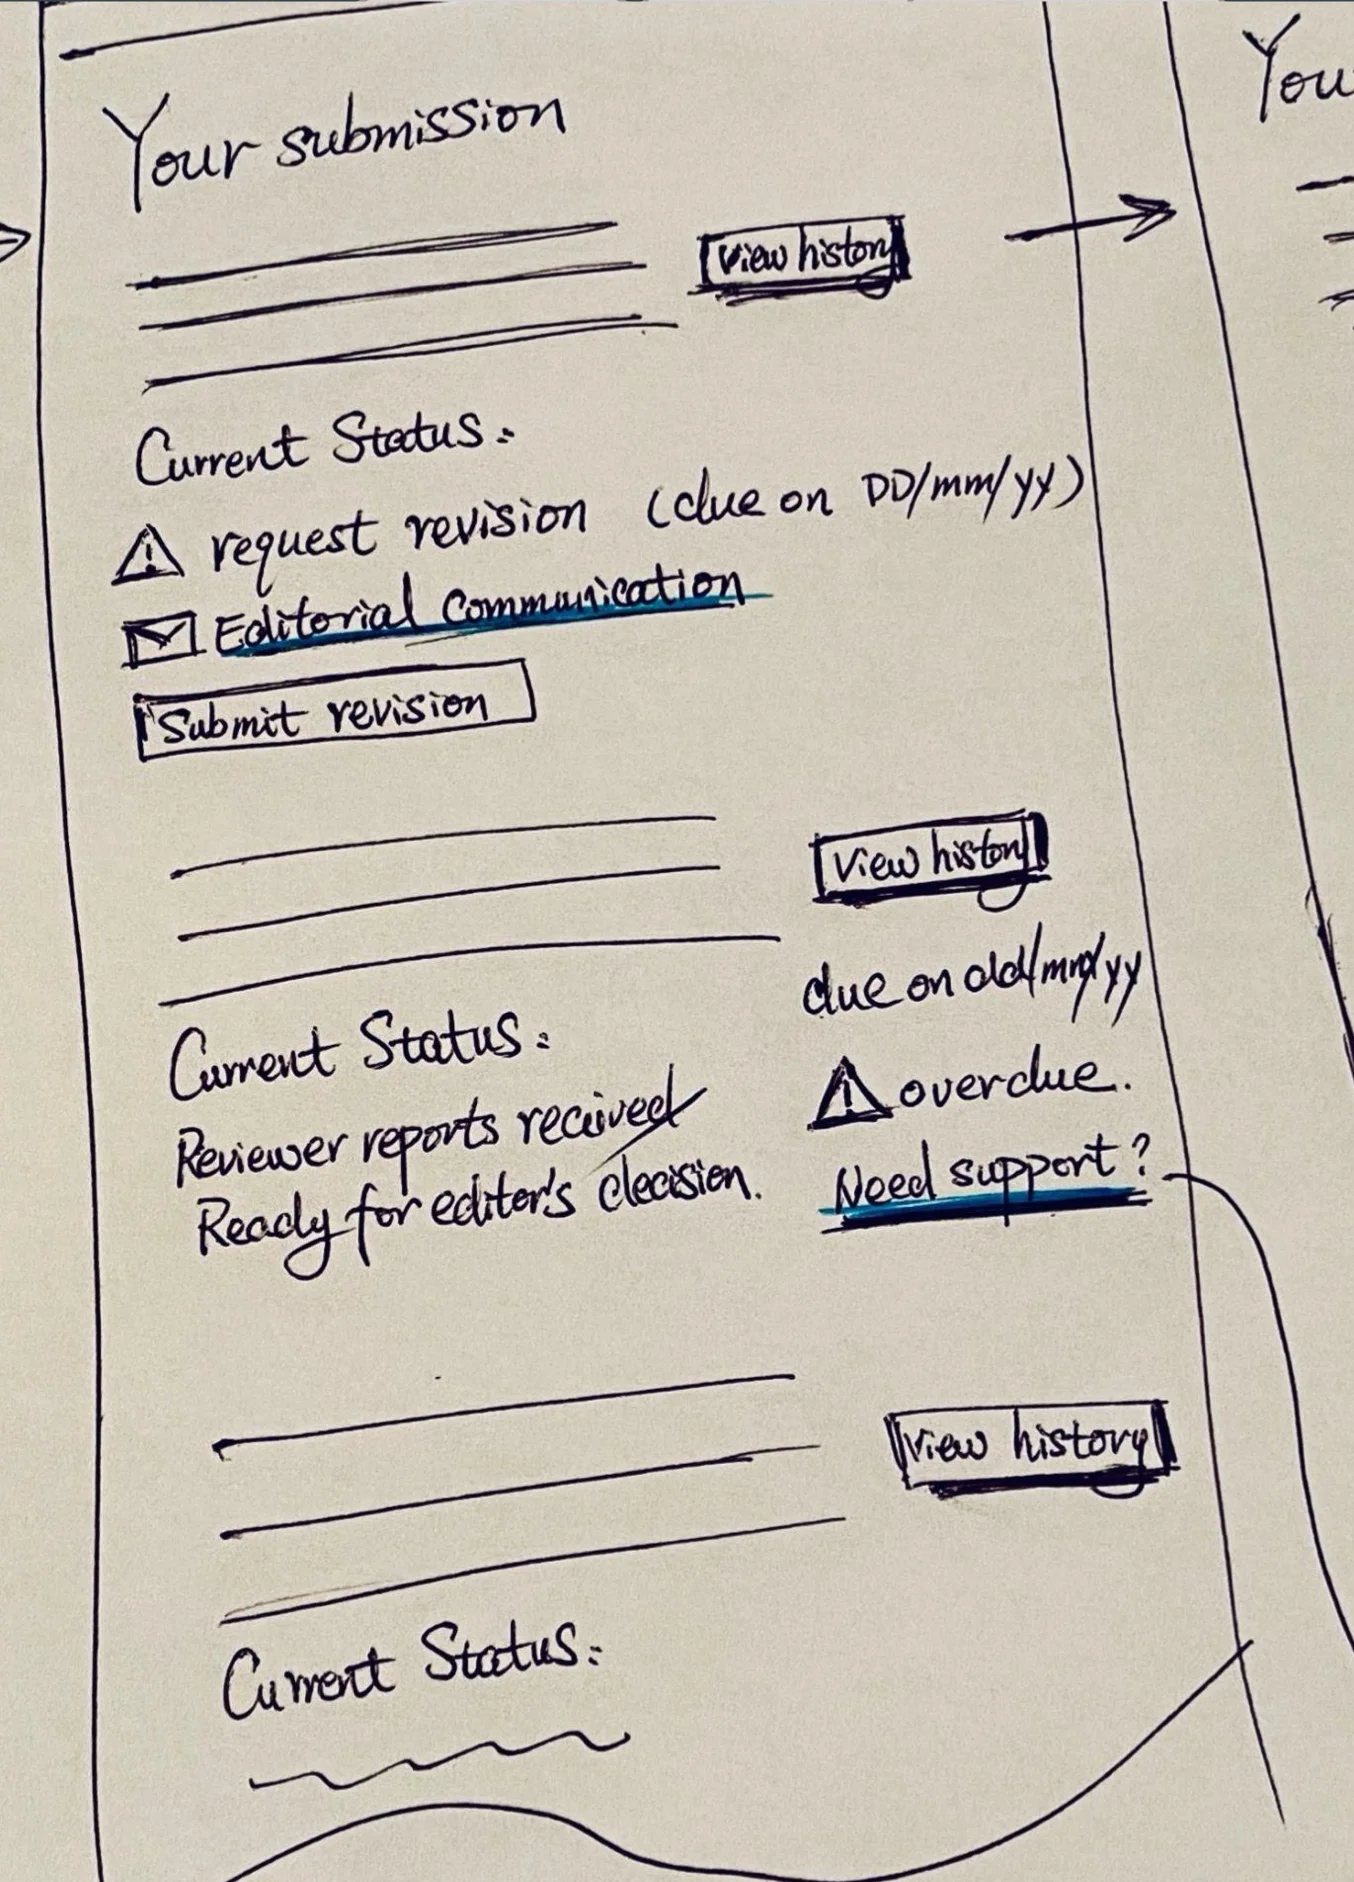 Your submission
You
View history
Current Status:
request revision (due on DD/mm/yy)
Editorial Communication
Submit revision
View history
due on dd/mm/yy
Current Status:
overdue.
Reviewer reports received
Need support?
Ready for editor's decision.
View history
Current Status: